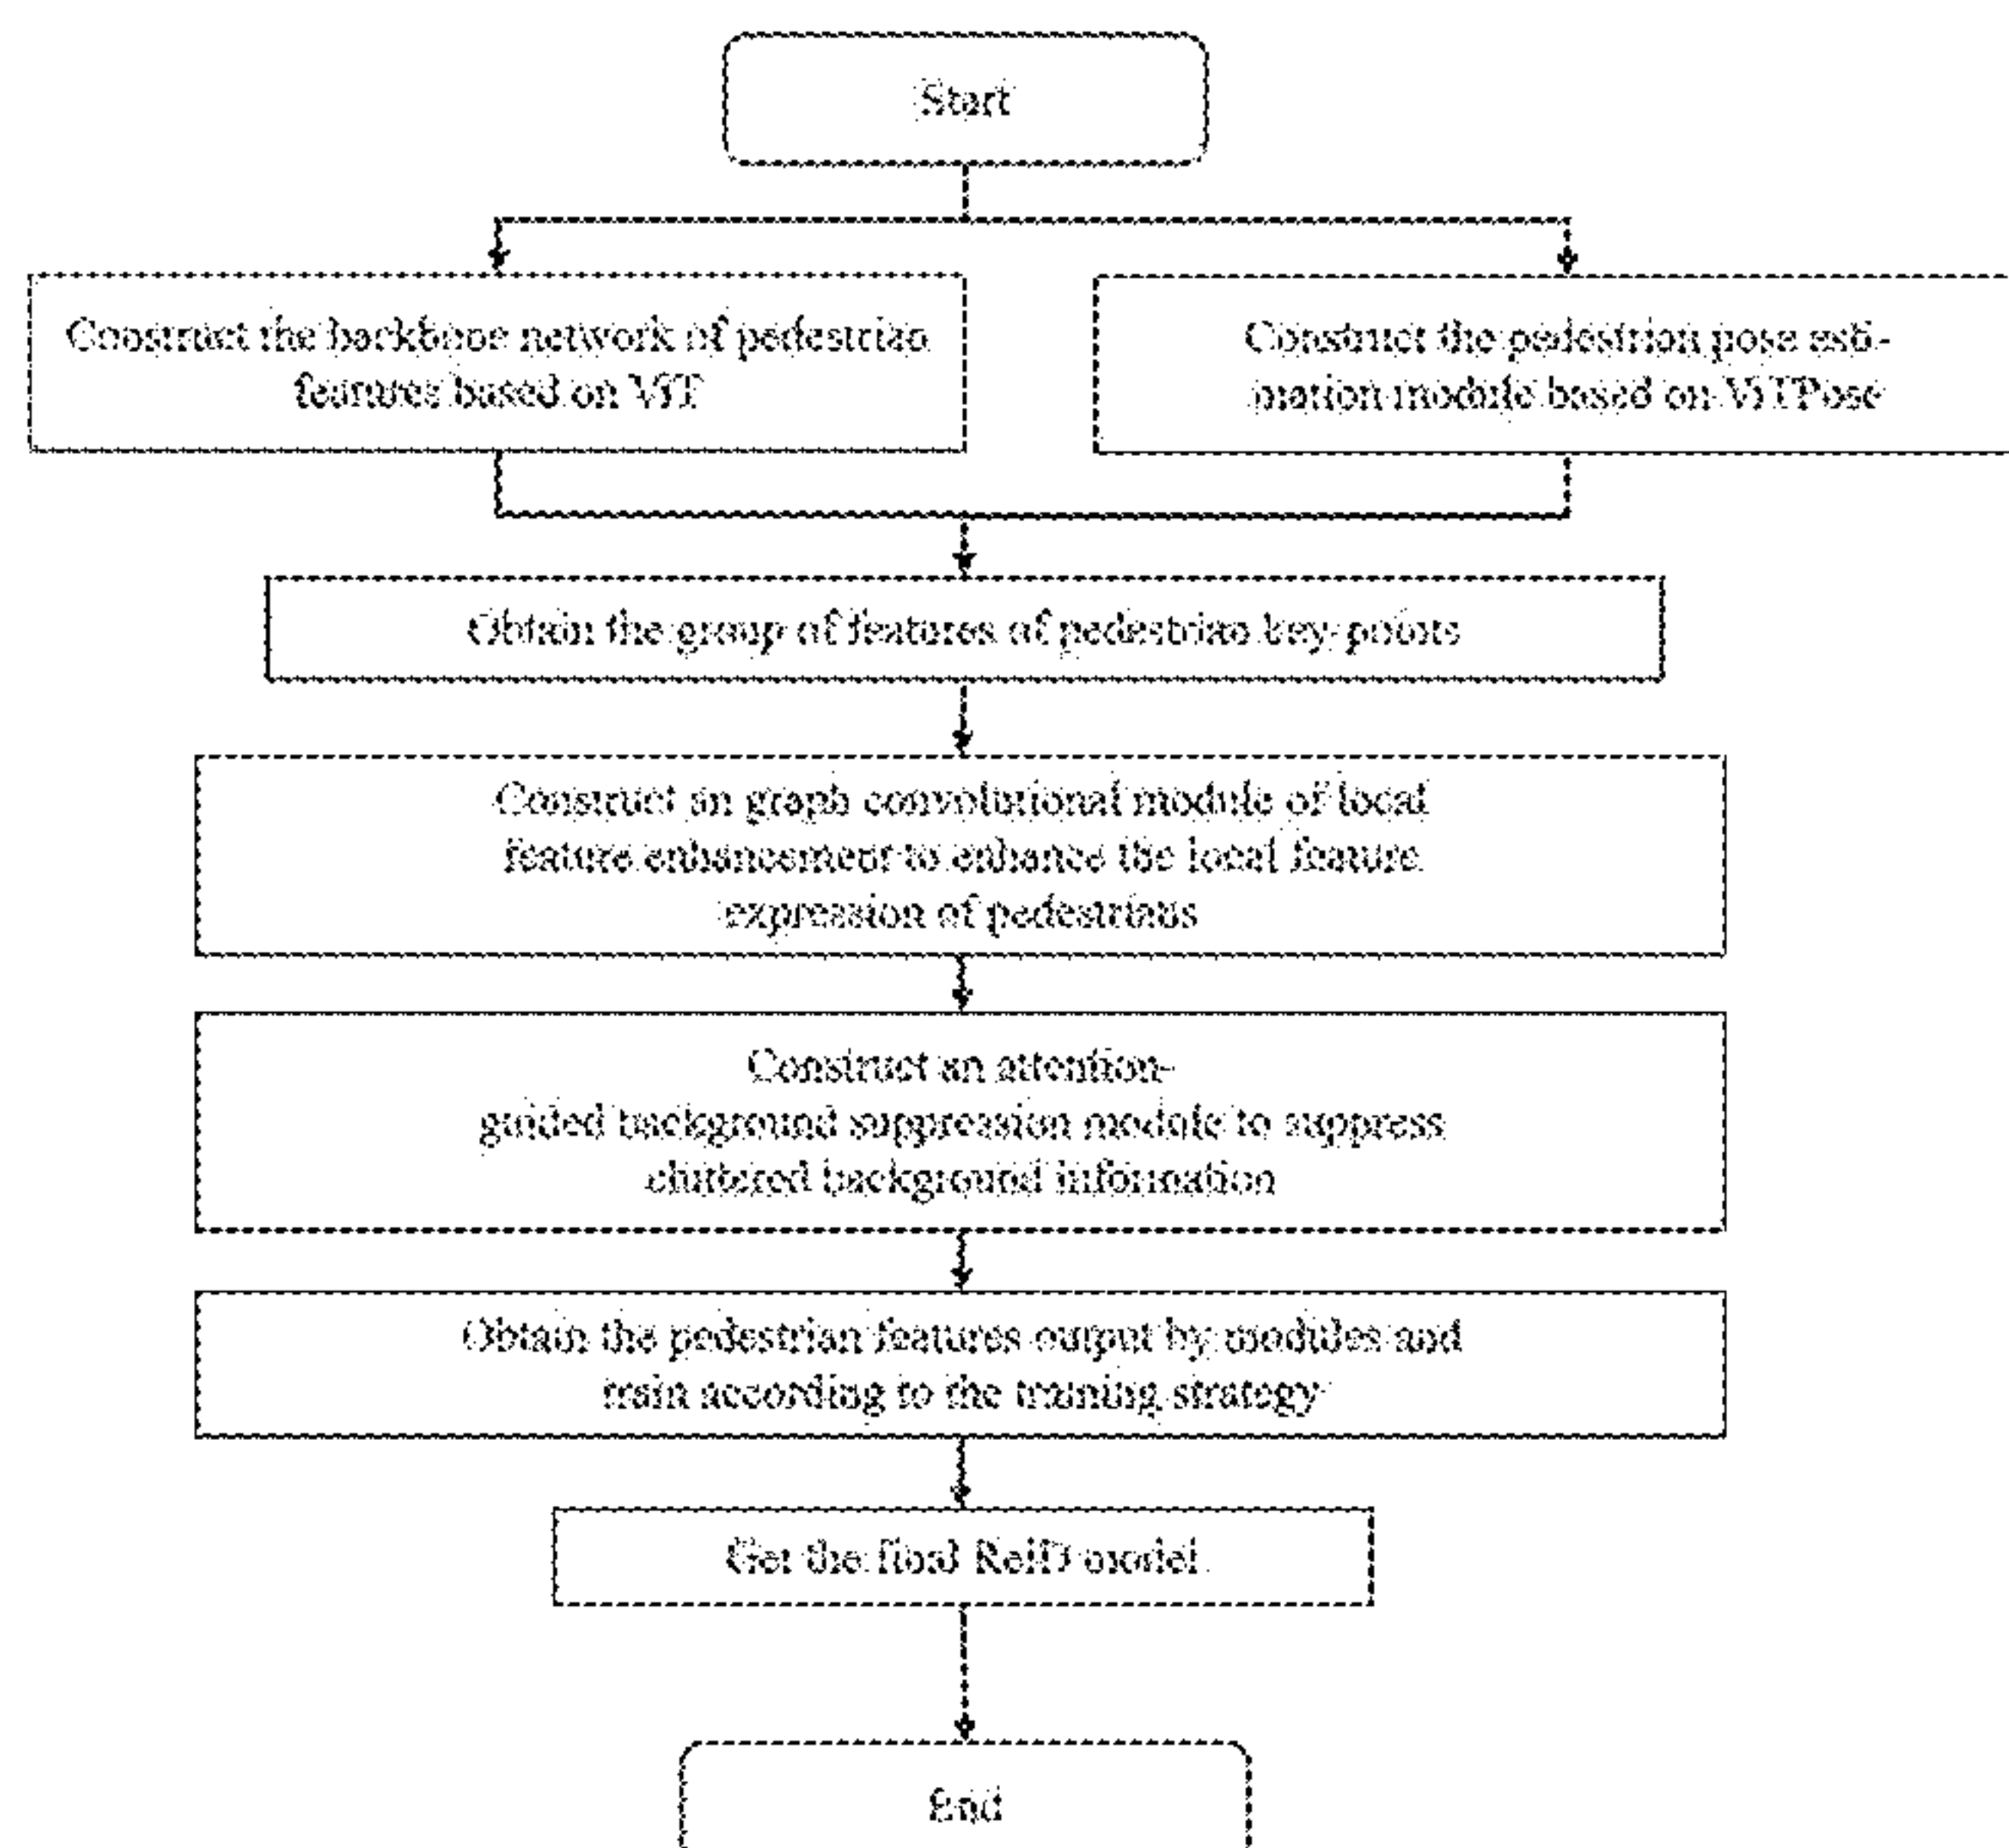 Start
Construct the backbone network of pedestrian
features based on ViT
Construct the pedestrian pose esti-
mation module based on ViTPose
Obtain the group of features of pedestrian key points
Construct an graph convolutional module of local
feature enhancement to enhance the local feature
expression of pedestrians
Construct an attention-
guided background suppression module to suppress
cluttered background information
Obtain the pedestrian features output by modules and
train according to the training strategy
Get the final ReID model
End